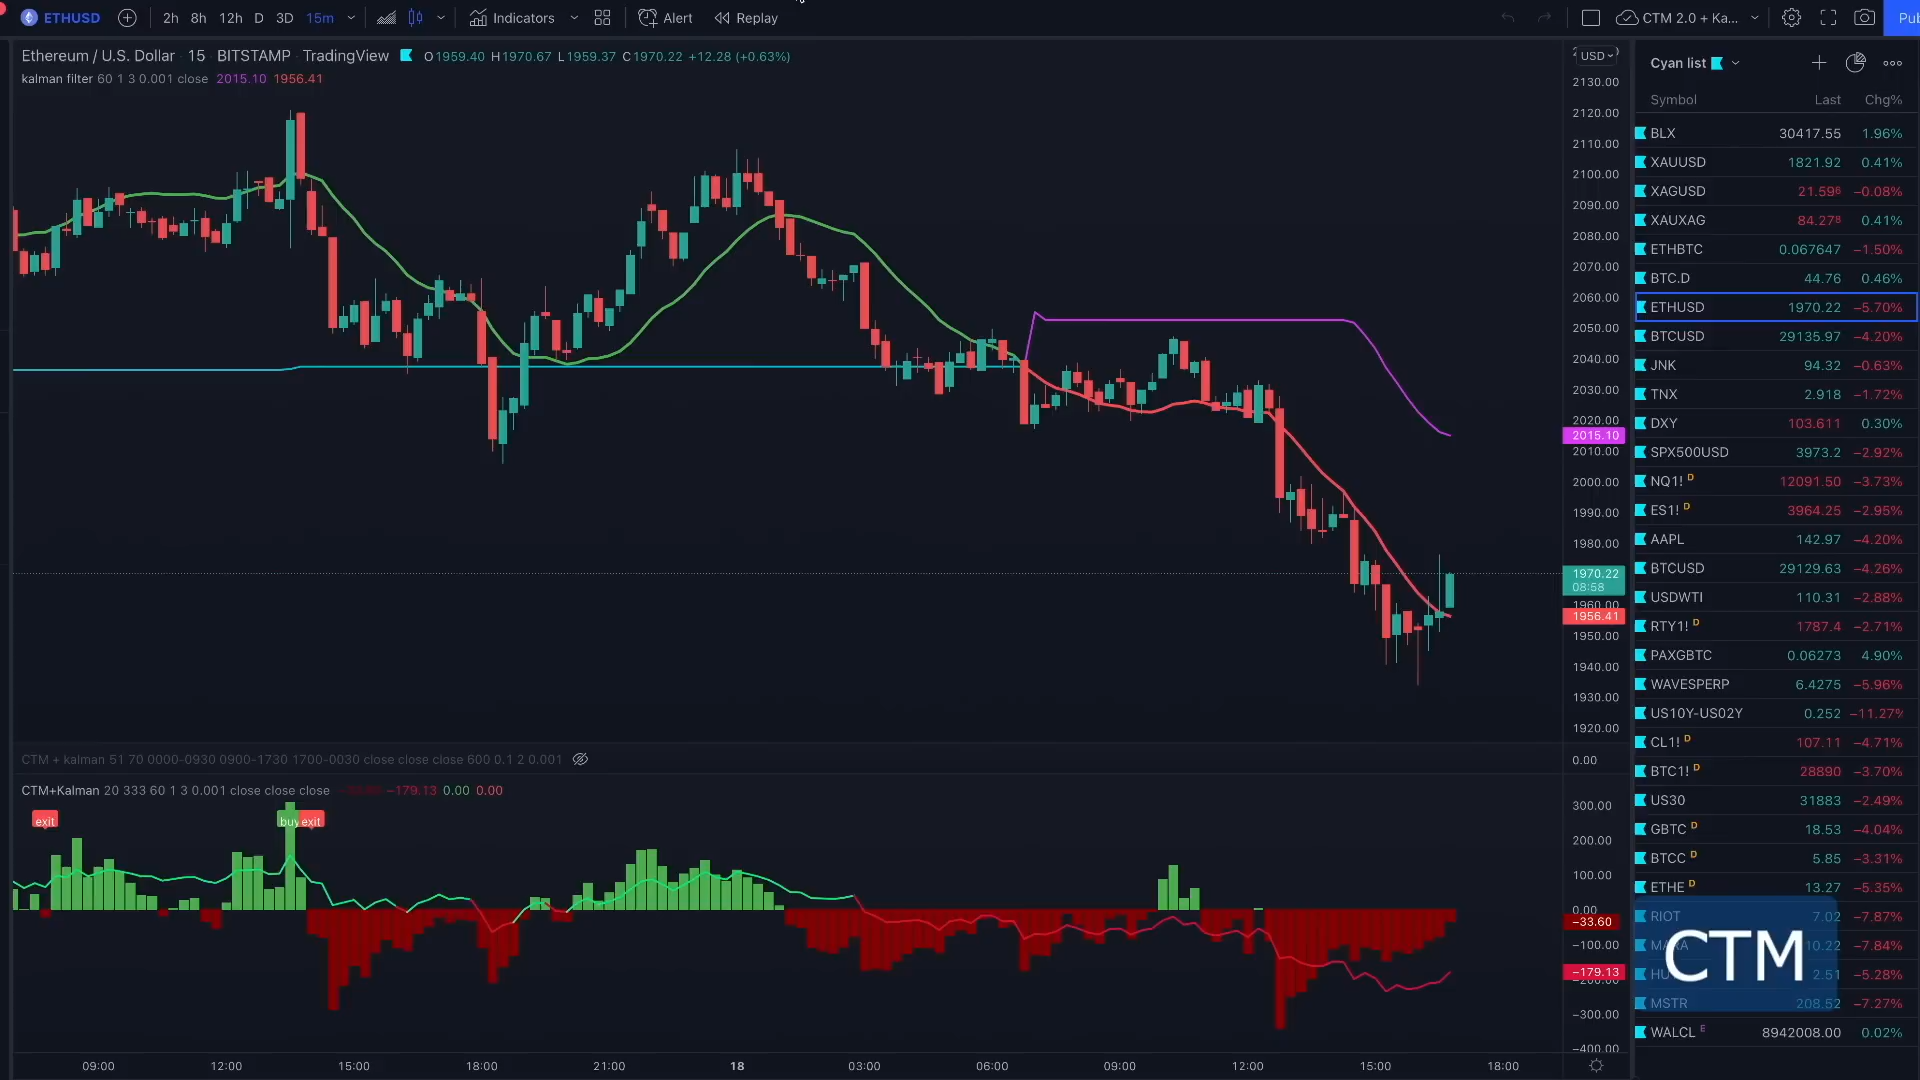 ETHUSD 2h 8h 12h D 3D 15m Indicators Alert Replay CTM 2.0 + Ka... Pub
Ethereum / U.S. Dollar · 15 · BITSTAMP · TradingView O1959.40 H1970.67 L1959.37 C1970.22 +12.28 (+0.63%)
kalman filter 60 1 3 0.001 close 2015.10 1956.41
USD
2130.00
2120.00
2110.00
2100.00
2090.00
2080.00
2070.00
2060.00
2050.00
2040.00
2030.00
2020.00
2015.10
2010.00
2000.00
1990.00
1980.00
1970.22
08:58
1960.00
1956.41
1950.00
1940.00
1930.00
1920.00
CTM + kalman 51 70 0000-0930 0900-1730 1700-0030 close close close 600 0.1 2 0.001
0.00
CTM+Kalman 20 333 60 1 3 0.001 close close close −33.60 −179.13 0.00 0.00
exit
buy exit
300.00
200.00
100.00
0.00
−33.60
−100.00
−179.13
−200.00
−300.00
−400.00
09:00 12:00 15:00 18:00 21:00 18 03:00 06:00 09:00 12:00 15:00 18:00
Cyan list
Symbol Last Chg%
BLX 30417.55 1.96%
XAUUSD 1821.92 0.41%
XAGUSD 21.596 −0.08%
XAUXAG 84.278 0.41%
ETHBTC 0.067647 −1.50%
BTC.D 44.76 0.46%
ETHUSD 1970.22 −5.70%
BTCUSD 29135.97 −4.20%
JNK 94.32 −0.63%
TNX 2.918 −1.72%
DXY 103.611 0.30%
SPX500USD 3973.2 −2.92%
NQ1! D 12091.50 −3.73%
ES1! D 3964.25 −2.95%
AAPL 142.97 −4.20%
BTCUSD 29129.63 −4.26%
USDWTI 110.31 −2.88%
RTY1! D 1787.4 −2.71%
PAXGBTC 0.06273 4.90%
WAVESPERP 6.4275 −5.96%
US10Y-US02Y 0.252 −11.27%
CL1! D 107.11 −4.71%
BTC1! D 28890 −3.70%
US30 31883 −2.49%
GBTC D 18.53 −4.04%
BTCC D 5.85 −3.31%
ETHE D 13.27 −5.35%
RIOT 7.02 −7.87%
10.22 −7.84%
2.51 −5.28%
MSTR 208.52 −7.27%
WALCL E 8942008.00 0.02%
CTM